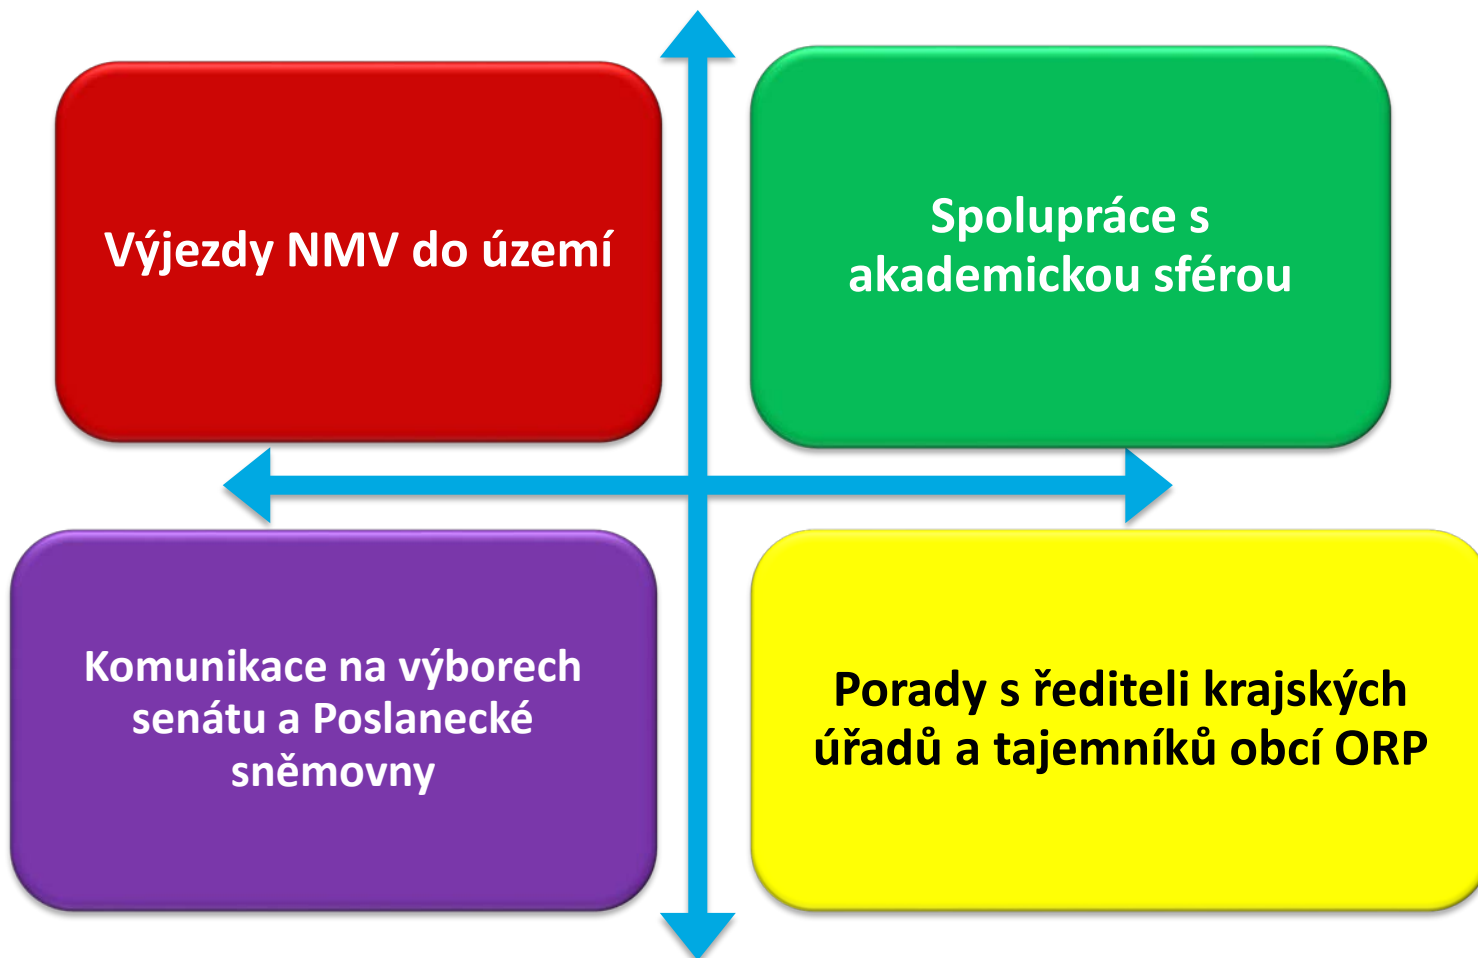 Výjezdy NMV do území
Spolupráce s
akademickou sférou
Komunikace na výborech
senátu a Poslanecké
sněmovny
Porady s řediteli krajských
úřadů a tajemníků obcí ORP